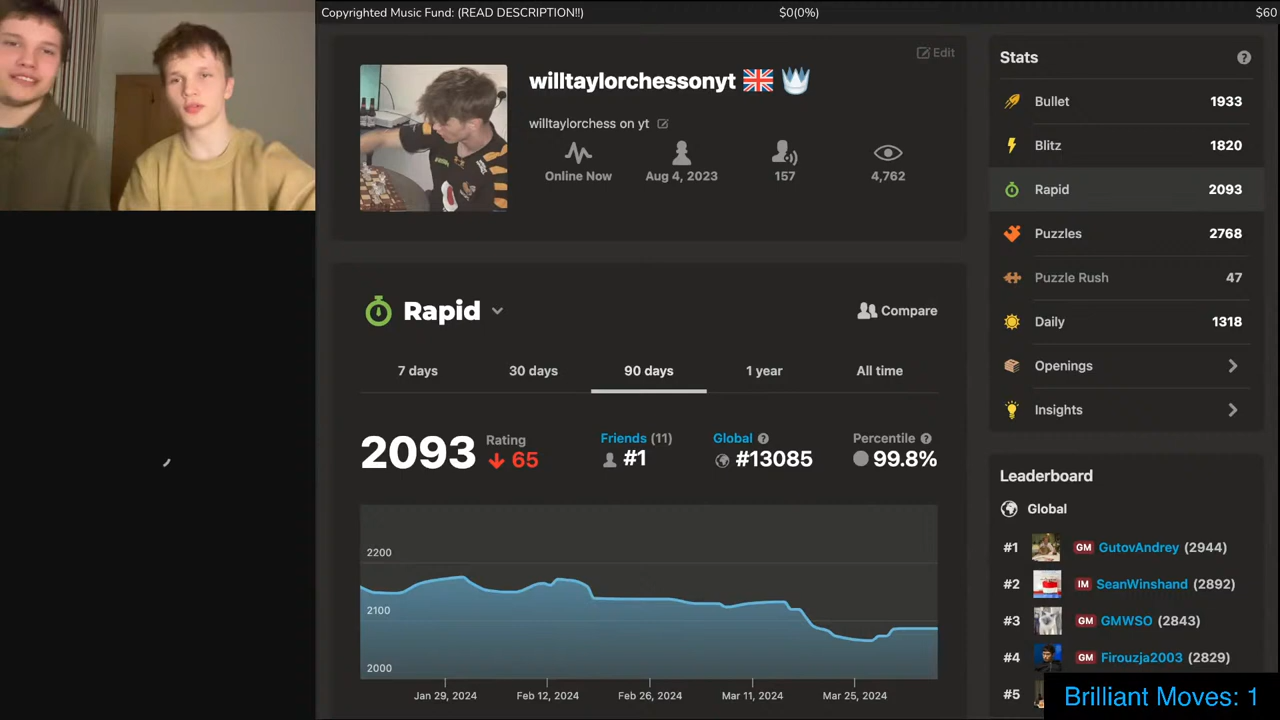 Copyrighted Music Fund: (READ DESCRIPTION!!) $0(0%) $60
Edit
willtaylorchessonyt
willtaylorchess on yt
Online Now Aug 4, 2023 157 4,762
Rapid
Compare
7 days 30 days 90 days 1 year All time
2093 Rating 65
Friends (11) #1
Global #13085
Percentile 99.8%
2200
2100
2000
Jan 29, 2024 Feb 12, 2024 Feb 26, 2024 Mar 11, 2024 Mar 25, 2024
Stats
Bullet 1933
Blitz 1820
Rapid 2093
Puzzles 2768
Puzzle Rush 47
Daily 1318
Openings
Insights
Leaderboard
Global
#1 GM GutovAndrey (2944)
#2 IM SeanWinshand (2892)
#3 GM GMWSO (2843)
#4 GM Firouzja2003 (2829)
#5
Brilliant Moves: 1